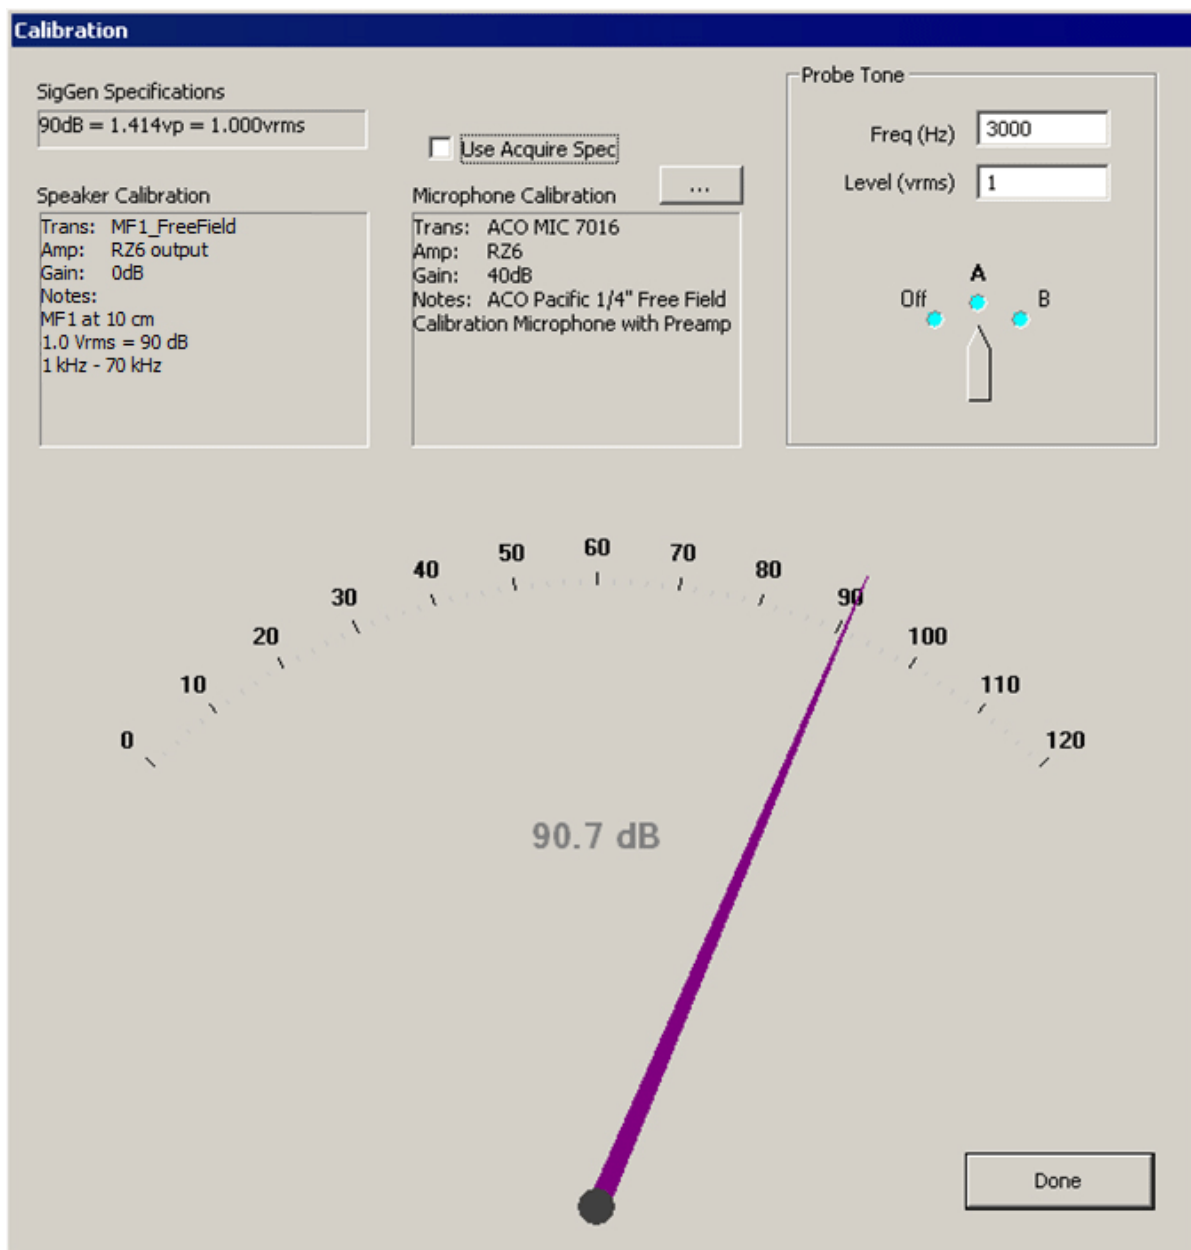 Calibration
SigGen Specifications
90dB = 1.414vp = 1.000vrms
Use Acquire Spec
Speaker Calibration
Trans: MF1_FreeField
Amp: RZ6 output
Gain: 0dB
Notes:
MF1 at 10 cm
1.0 Vrms = 90 dB
1 kHz - 70 kHz
Microphone Calibration
...
Trans: ACO MIC 7016
Amp: RZ6
Gain: 40dB
Notes: ACO Pacific 1/4" Free Field
Calibration Microphone with Preamp
Probe Tone
Freq (Hz) 3000
Level (vrms) 1
Off A B
0 10 20 30 40 50 60 70 80 90 100 110 120
90.7 dB
Done